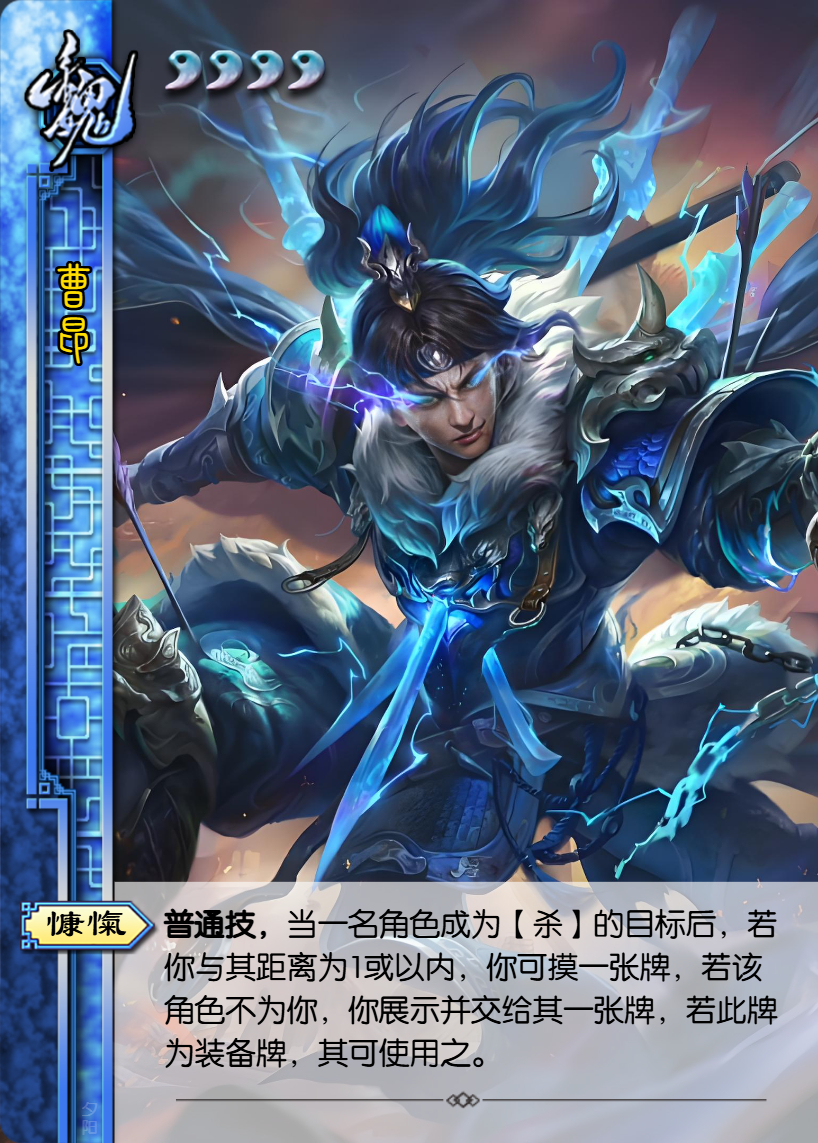 魏
曹昂
慷慨
普通技，当一名角色成为【杀】的目标后，若
你与其距离为1或以内，你可摸一张牌，若该
角色不为你，你展示并交给其一张牌，若此牌
为装备牌，其可使用之。
夕阳